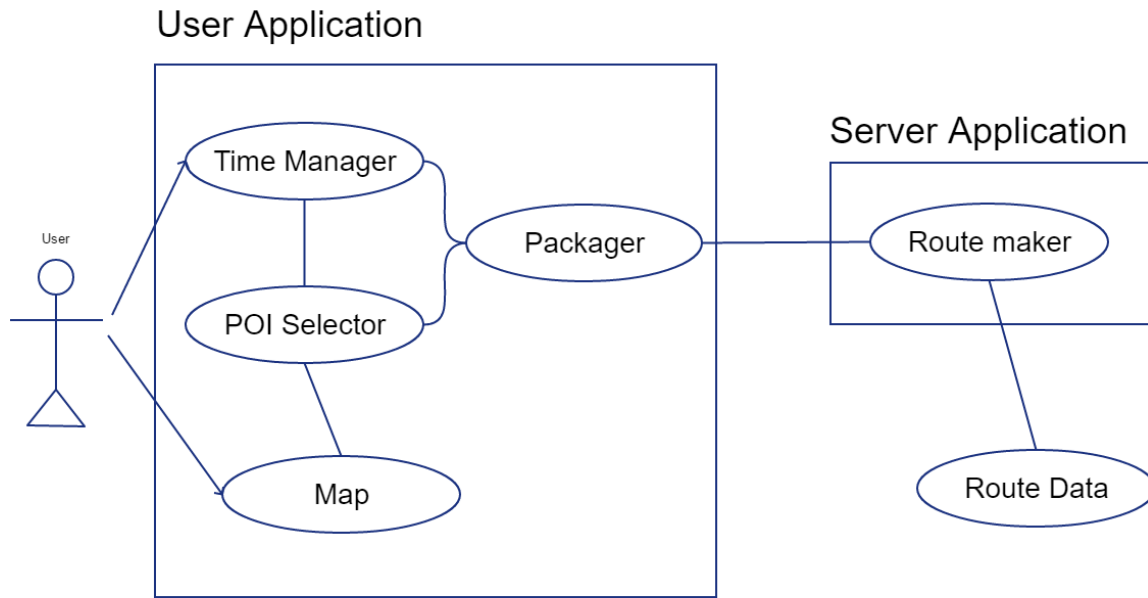 User Application
Server Application
Time Manager
User
Packager
Route maker
POI Selector
Map
Route Data